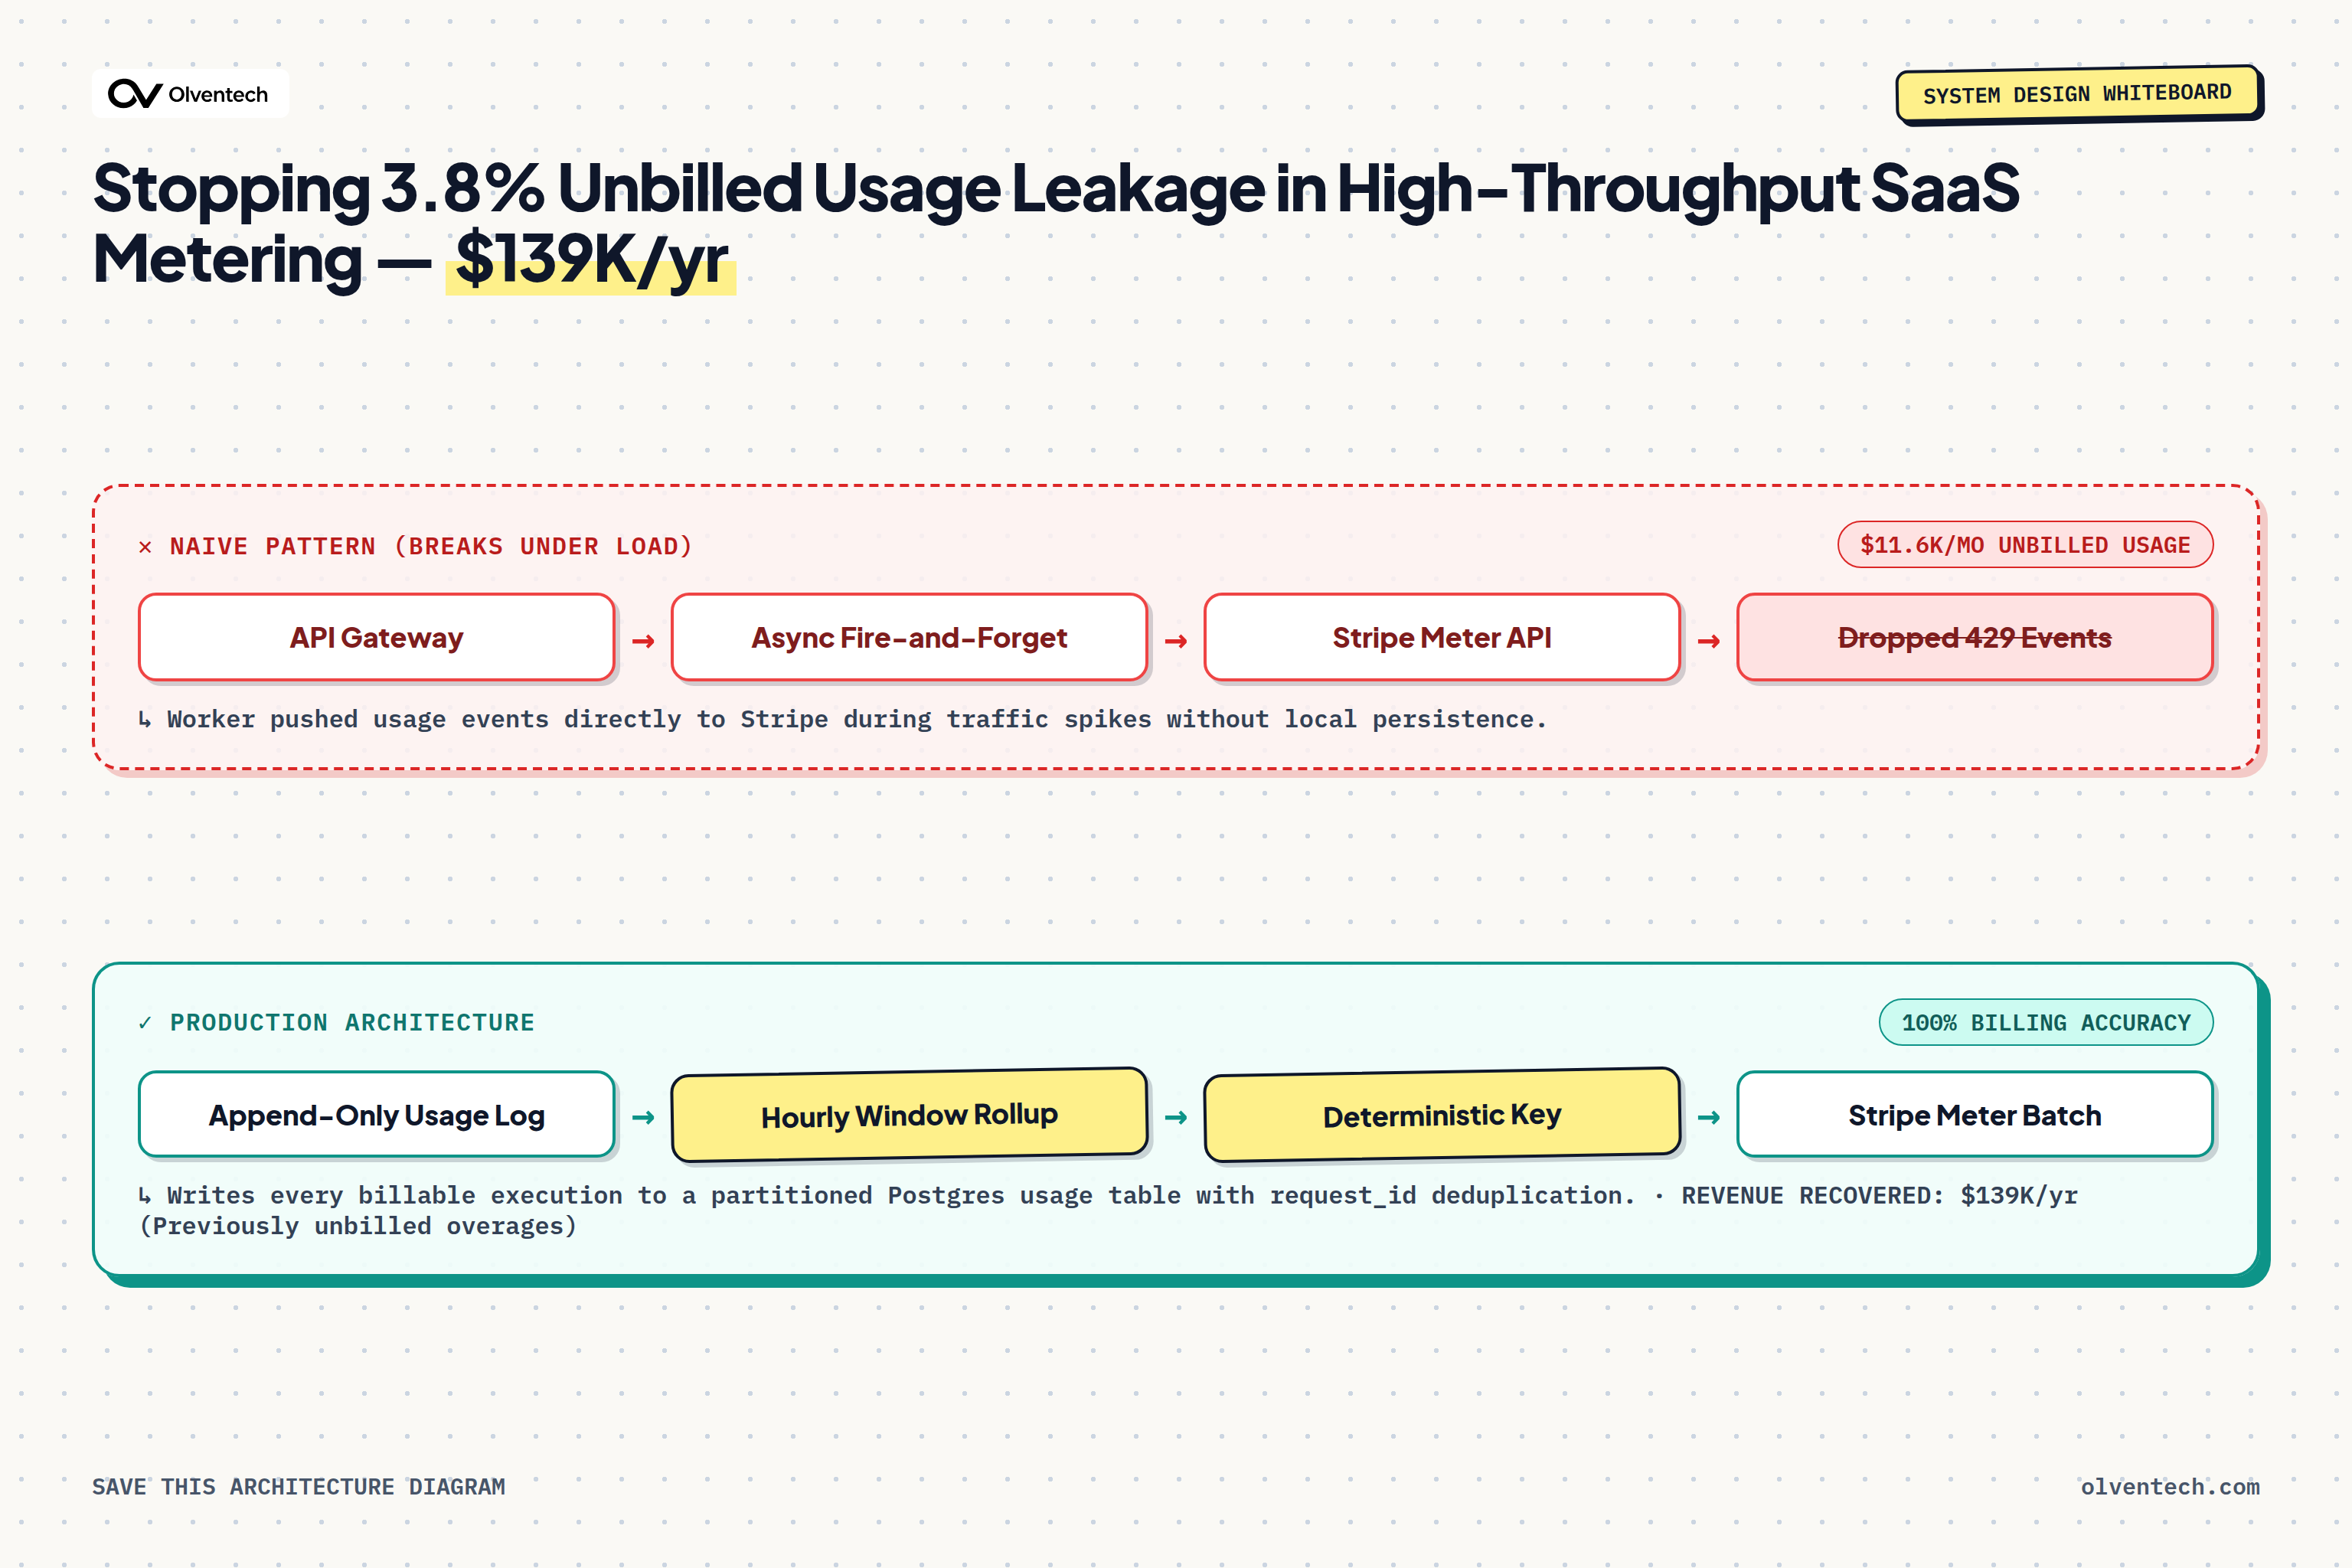 Olventech
SYSTEM DESIGN WHITEBOARD
Stopping 3.8% Unbilled Usage Leakage in High-Throughput SaaS
Metering — $139K/yr
× NAIVE PATTERN (BREAKS UNDER LOAD)
$11.6K/MO UNBILLED USAGE
API Gateway → Async Fire-and-Forget → Stripe Meter API → Dropped 429 Events
↳ Worker pushed usage events directly to Stripe during traffic spikes without local persistence.
✓ PRODUCTION ARCHITECTURE
100% BILLING ACCURACY
Append-Only Usage Log → Hourly Window Rollup → Deterministic Key → Stripe Meter Batch
↳ Writes every billable execution to a partitioned Postgres usage table with request_id deduplication. · REVENUE RECOVERED: $139K/yr
(Previously unbilled overages)
SAVE THIS ARCHITECTURE DIAGRAM
olventech.com